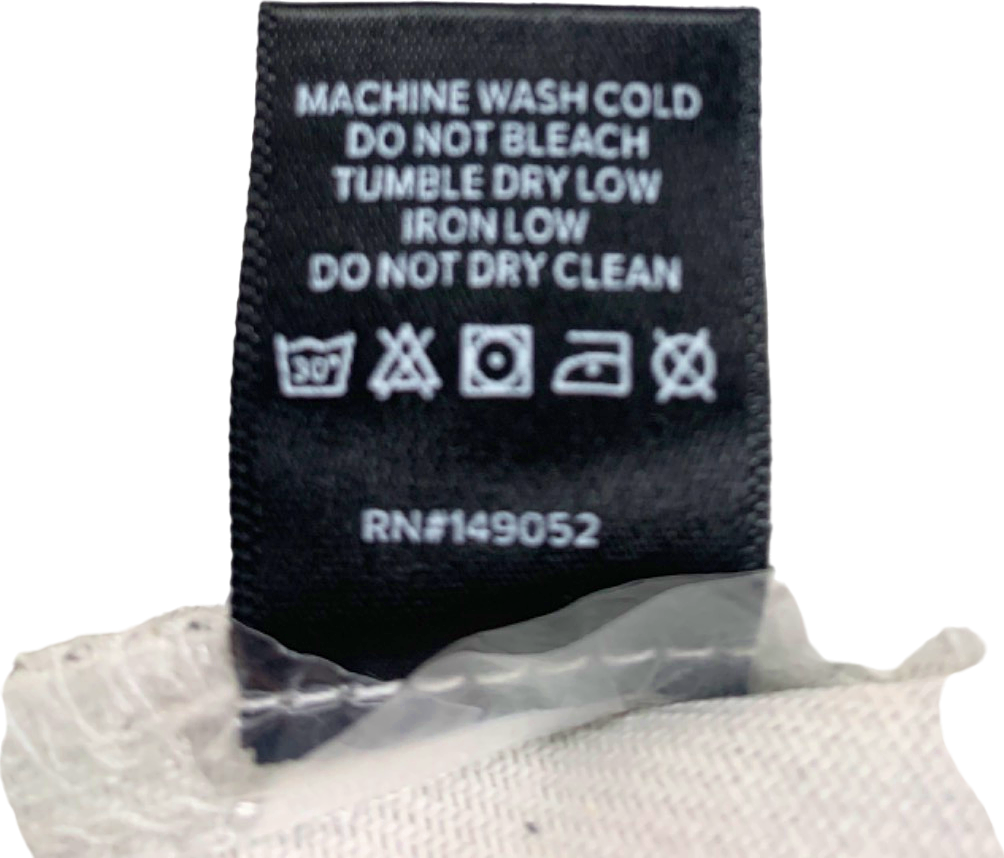 MACHINE WASH COLD
DO NOT BLEACH
TUMBLE DRY LOW
IRON LOW
DO NOT DRY CLEAN
30°
RN#149052